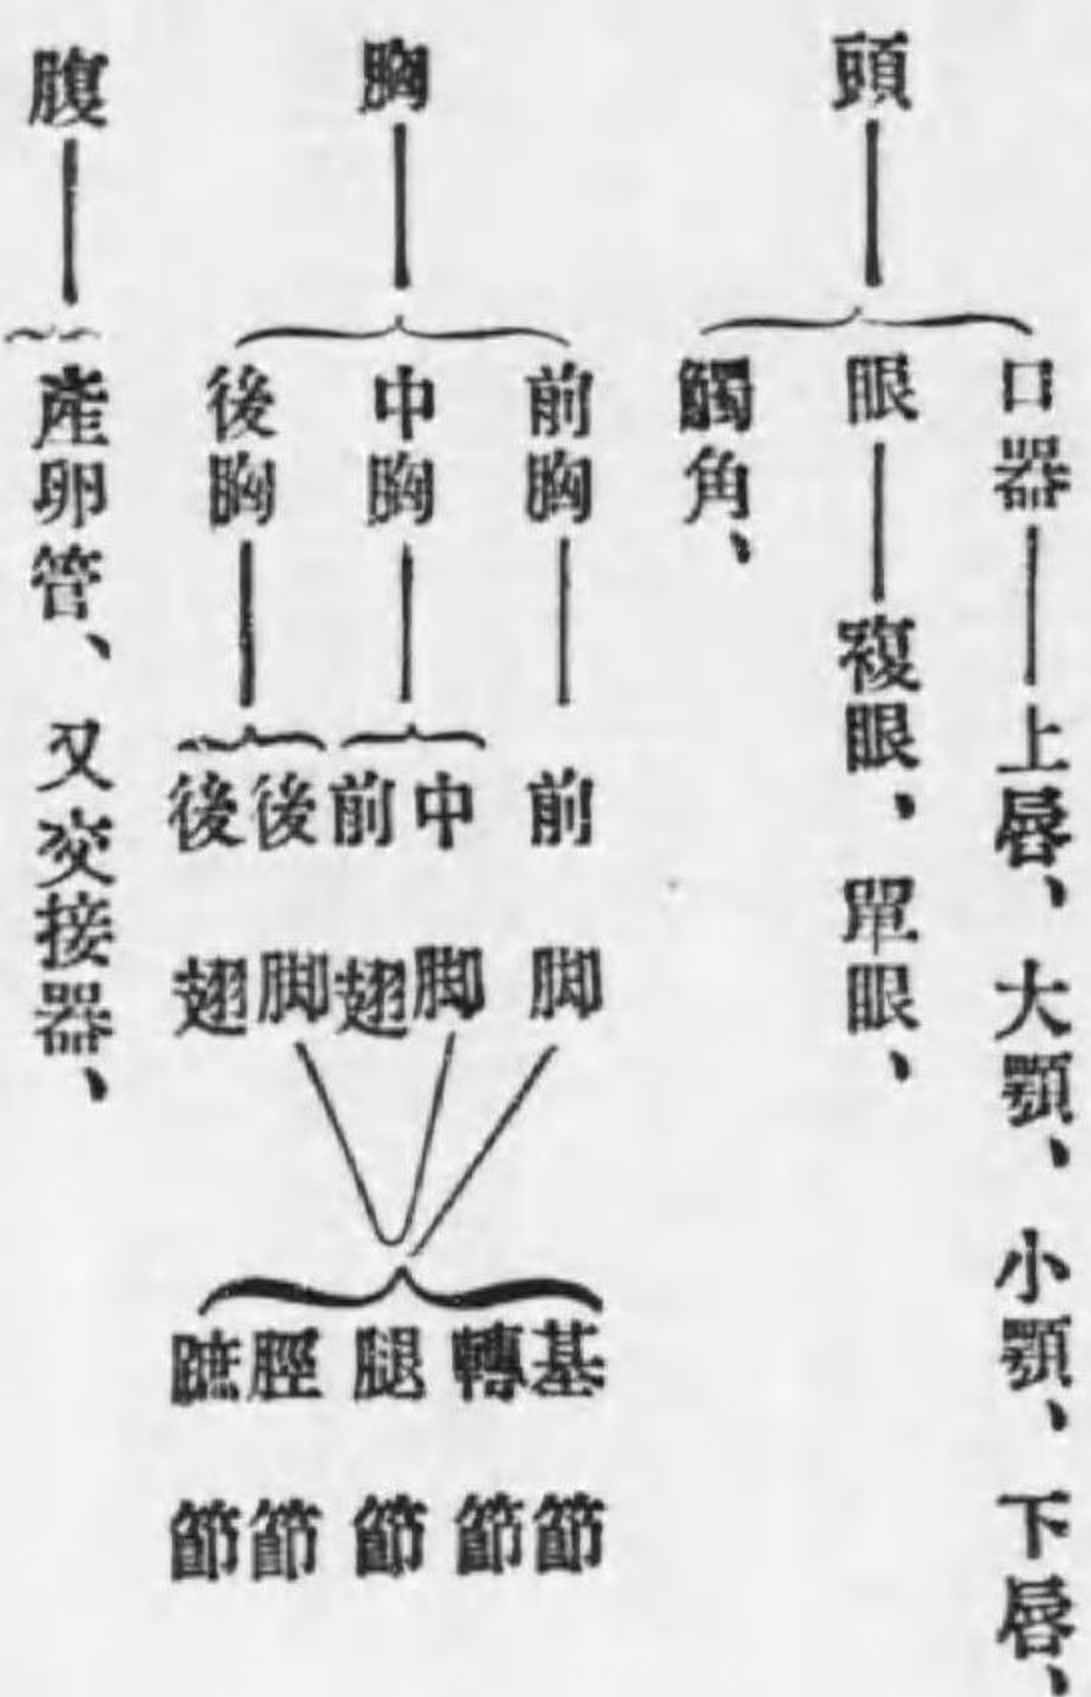 頭
口器
上唇、大顎、小顎、下唇、
眼
複眼、單眼、
觸角、
胸
前胸
前脚
中胸
中脚
前翅
後胸
後脚
後翅
基節
轉節
腿節
脛節
蹠節
腹
產卵管、又交接器、